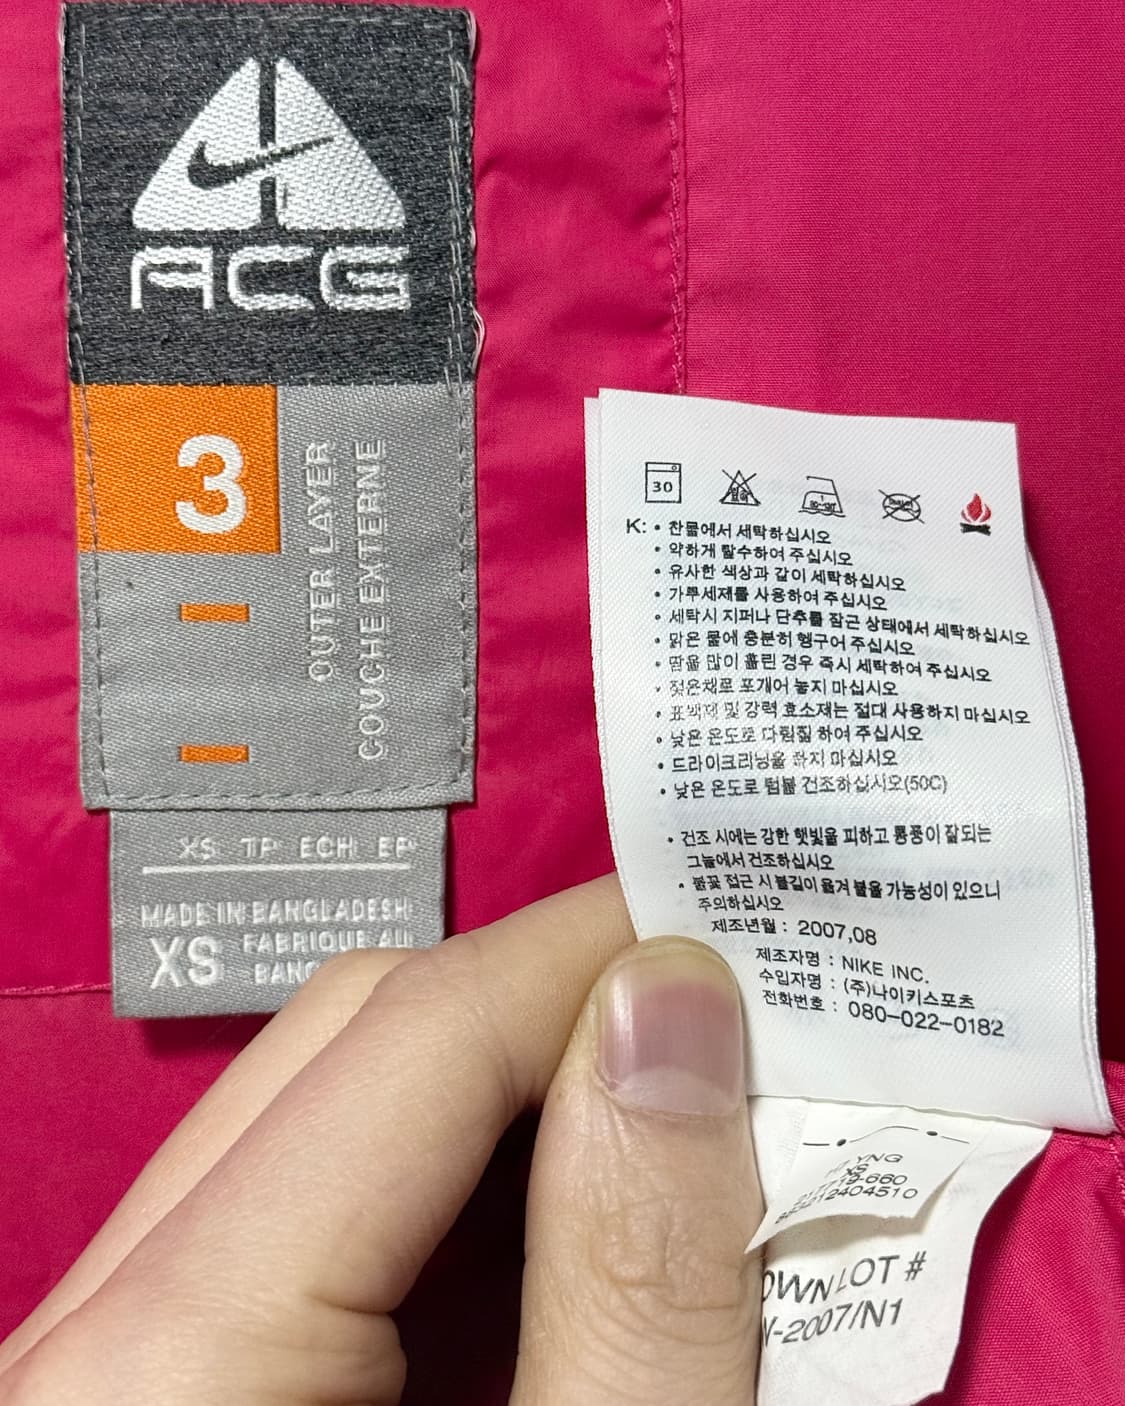 ACG
3
OUTER LAYER
COUCHE EXTERNE
XS TP ECH EP
MADE IN BANGLADESH
XS FABRIQUE AU
30
K: • 찬물에서 세탁하십시오
• 약하게 탈수하여 주십시오
• 유사한 색상과 같이 세탁하십시오
• 가루세제를 사용하여 주십시오
• 세탁시 지퍼나 단추를 잠근 상태에서 세탁하십시오
• 맑은 물에 충분히 헹구어 주십시오
• 땀을 많이 흘린 경우 즉시 세탁하여 주십시오
• 젖은채로 포개어 놓지 마십시오
• 표백제 및 강력 효소제는 절대 사용하지 마십시오
• 낮은 온도로 다림질 하여 주십시오
• 드라이크리닝을 하지 마십시오
• 낮은 온도로 텀블 건조하십시오(50C)
• 건조 시에는 강한 햇빛을 피하고 통풍이 잘되는
그늘에서 건조하십시오
• 불꽃 접근 시 불길이 옮겨 붙을 가능성이 있으니
주의하십시오
제조년월 : 2007,08
제조자명 : NIKE INC.
수입자명 : (주)나이키스포츠
전화번호 : 080-022-0182
YNG
XS
LOT #
-2007/N1